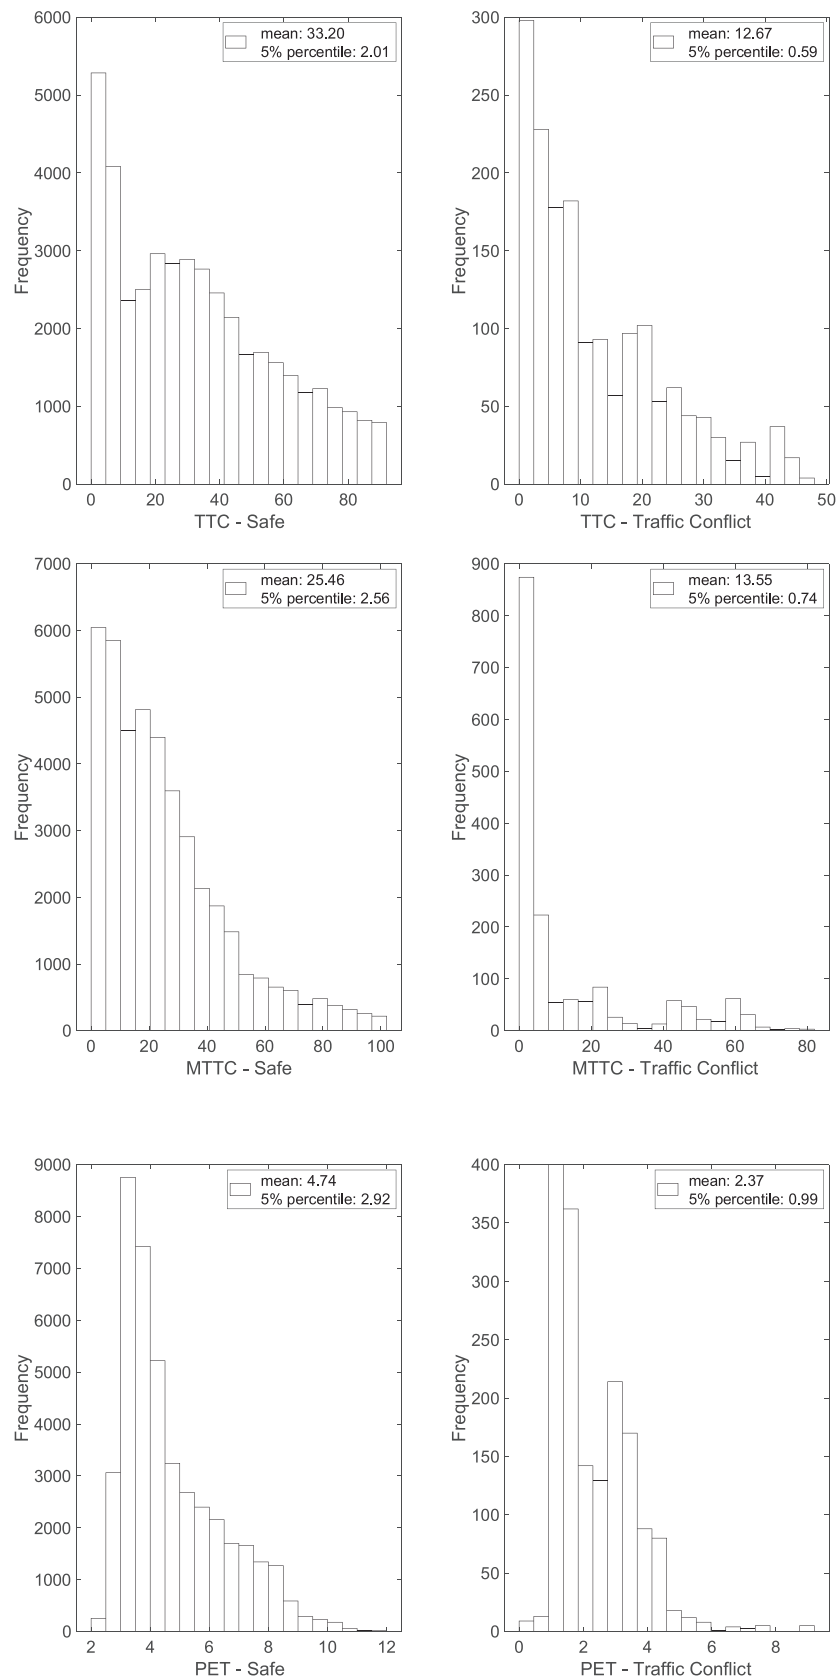 mean: 33.20
5% percentile: 2.01
6000
5000
4000
3000
2000
1000
0
Frequency
0 20 40 60 80
TTC - Safe
mean: 12.67
5% percentile: 0.59
300
250
200
150
100
50
0
Frequency
0 10 20 30 40 50
TTC - Traffic Conflict
mean: 25.46
5% percentile: 2.56
7000
6000
5000
4000
3000
2000
1000
0
Frequency
0 20 40 60 80 100
MTTC - Safe
mean: 13.55
5% percentile: 0.74
900
800
700
600
500
400
300
200
100
0
Frequency
0 20 40 60 80
MTTC - Traffic Conflict
mean: 4.74
5% percentile: 2.92
9000
8000
7000
6000
5000
4000
3000
2000
1000
0
Frequency
2 4 6 8 10 12
PET - Safe
mean: 2.37
5% percentile: 0.99
400
350
300
250
200
150
100
50
0
Frequency
0 2 4 6 8
PET - Traffic Conflict